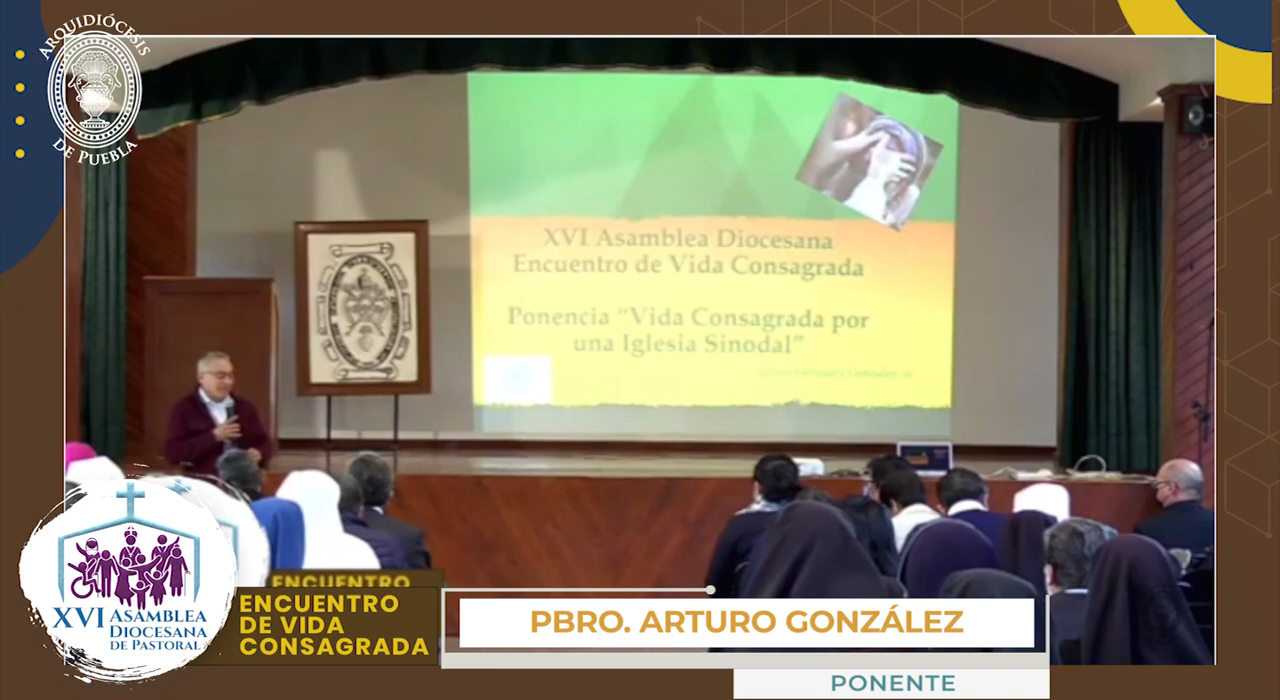 ARQUIDIÓCESIS
DE PUEBLA
XVI Asamblea Diocesana
Encuentro de Vida Consagrada
Ponencia “Vida Consagrada por
una Iglesia Sinodal”
XVI ASAMBLEA
DIOCESANA
DE PASTORAL
ENCUENTRO
ENCUENTRO
DE VIDA
CONSAGRADA
PBRO. ARTURO GONZÁLEZ
PONENTE